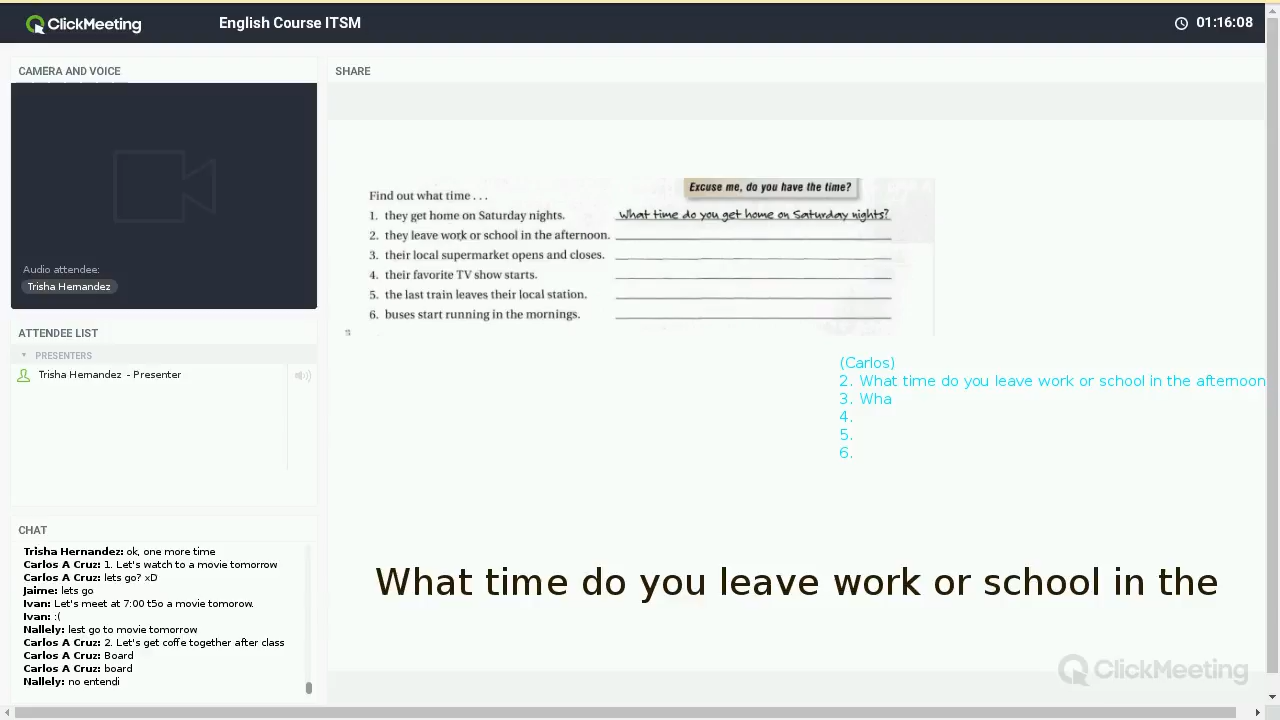 ClickMeeting
English Course ITSM
01:16:08
CAMERA AND VOICE
SHARE
Audio attendee:
Trisha Hernandez
ATTENDEE LIST
PRESENTERS
Trisha Hernandez - Presenter
CHAT
Trisha Hernandez: ok, one more time
Carlos A Cruz: 1. Let's watch to a movie tomorrow
Carlos A Cruz: lets go? xD
Jaime: lets go
Ivan: Let's meet at 7:00 t5o a movie tomorow.
Ivan: :(
Nallely: lest go to movie tomorrow
Carlos A Cruz: 2. Let's get coffe together after class
Carlos A Cruz: Board
Carlos A Cruz: board
Nallely: no entendi
Excuse me, do you have the time?
Find out what time . . .
1. they get home on Saturday nights. What time do you get home on Saturday nights?
2. they leave work or school in the afternoon.
3. their local supermarket opens and closes.
4. their favorite TV show starts.
5. the last train leaves their local station.
6. buses start running in the mornings.
s
(Carlos)
2. What time do you leave work or school in the afternoon
3. Wha
4.
5.
6.
What time do you leave work or school in the
ClickMeeting